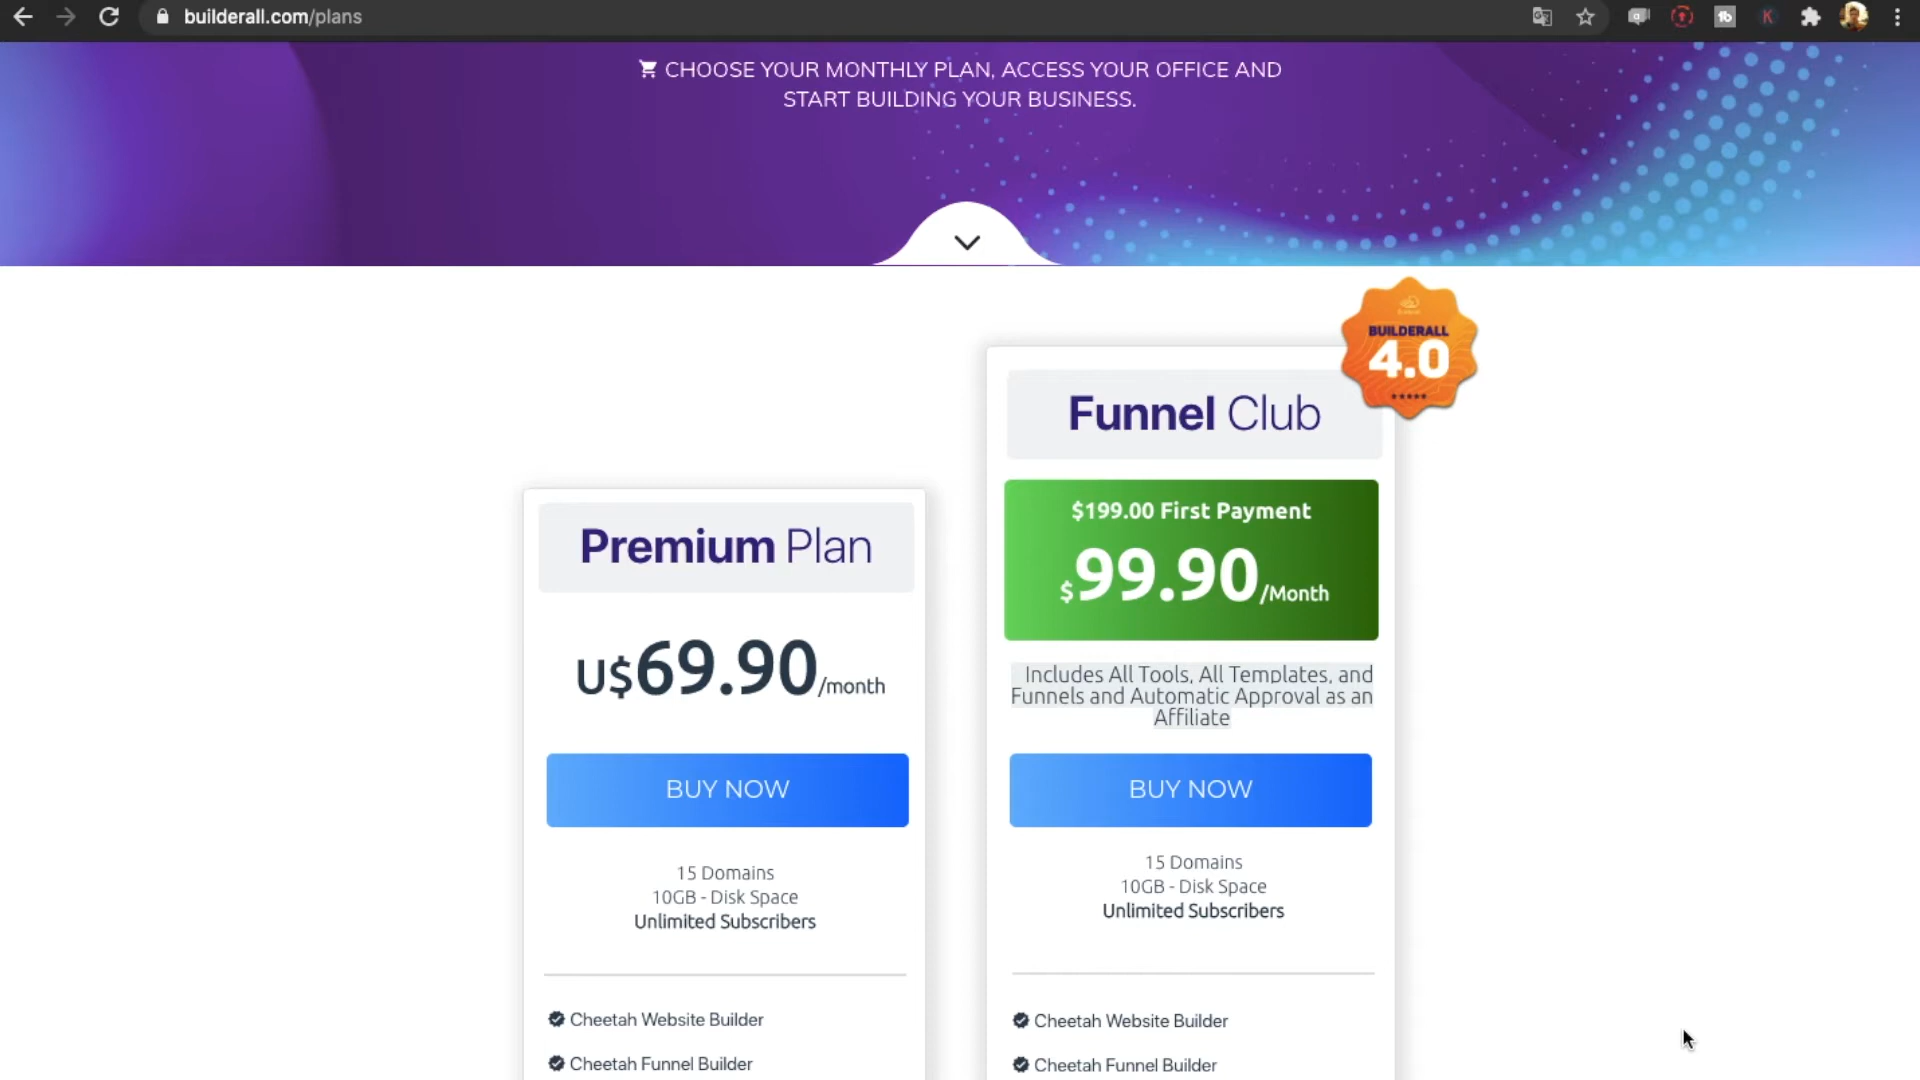 builderall.com/plans
CHOOSE YOUR MONTHLY PLAN, ACCESS YOUR OFFICE AND
START BUILDING YOUR BUSINESS.
BUILDERALL
4.0
Premium Plan
U$69.90/month
BUY NOW
15 Domains
10GB - Disk Space
Unlimited Subscribers
Cheetah Website Builder
Cheetah Funnel Builder
Funnel Club
$199.00 First Payment
$99.90/Month
Includes All Tools, All Templates, and
Funnels and Automatic Approval as an
Affiliate
BUY NOW
15 Domains
10GB - Disk Space
Unlimited Subscribers
Cheetah Website Builder
Cheetah Funnel Builder